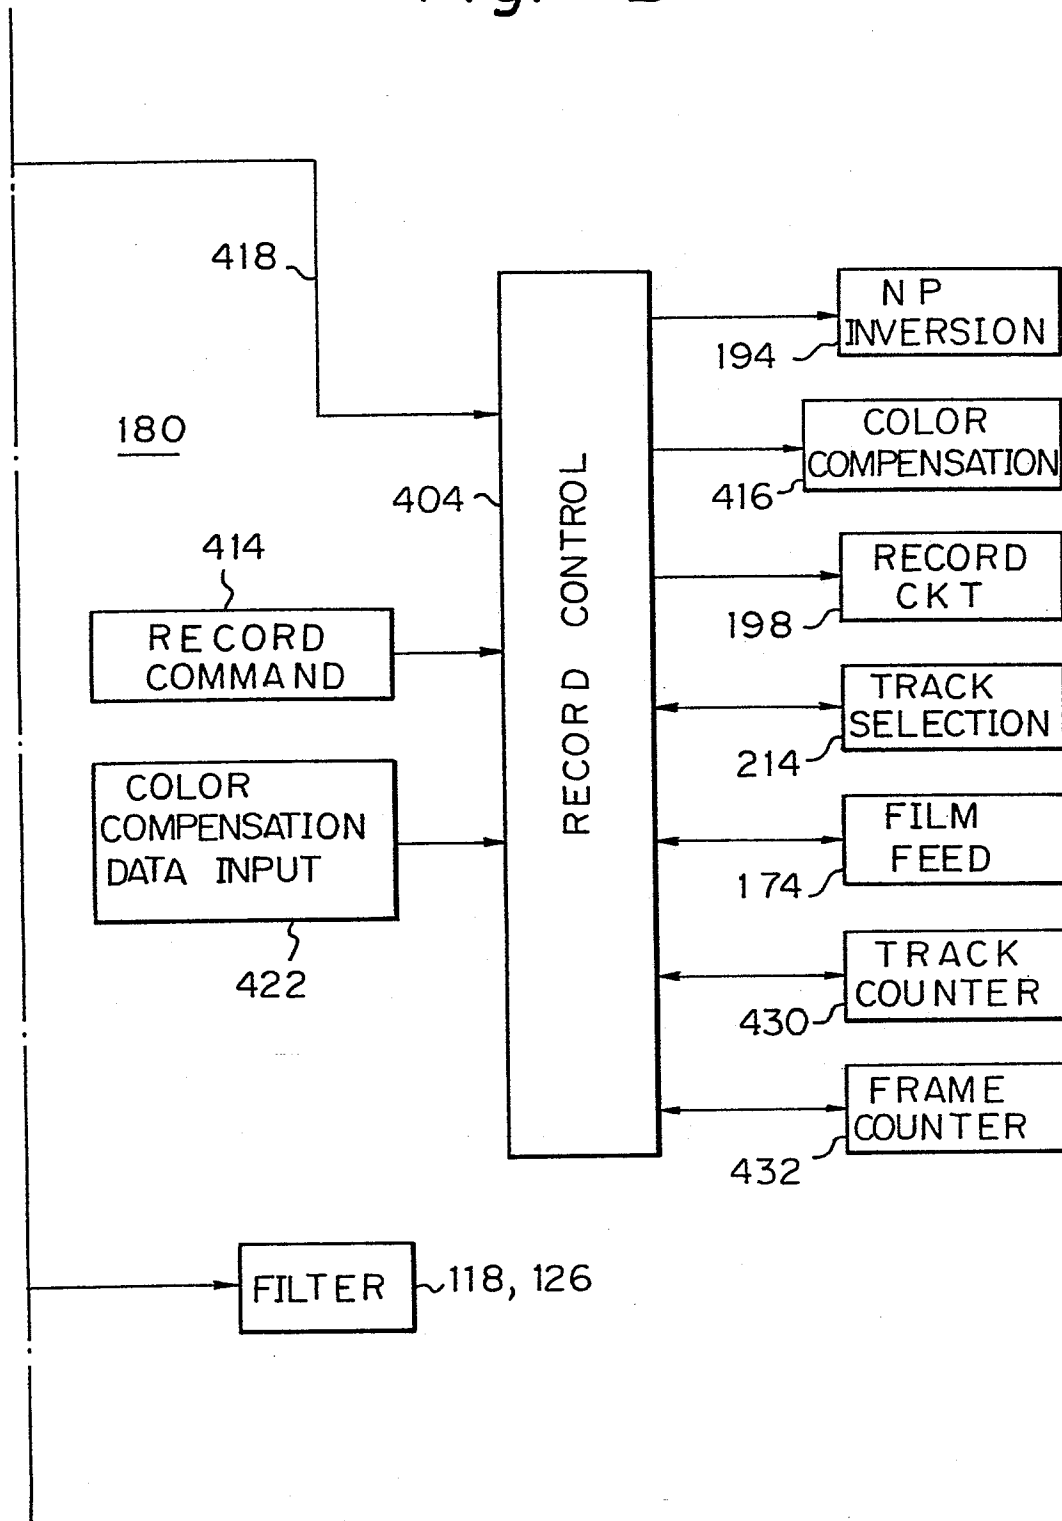 Fig.
418
180
404
NP
INVERSION
194
COLOR
COMPENSATION
416
414
RECORD
COMMAND
RECORD CONTROL
RECORD
CKT
198
TRACK
SELECTION
214
COLOR
COMPENSATION
DATA INPUT
422
FILM
FEED
174
TRACK
COUNTER
430
FRAME
COUNTER
432
FILTER
118, 126